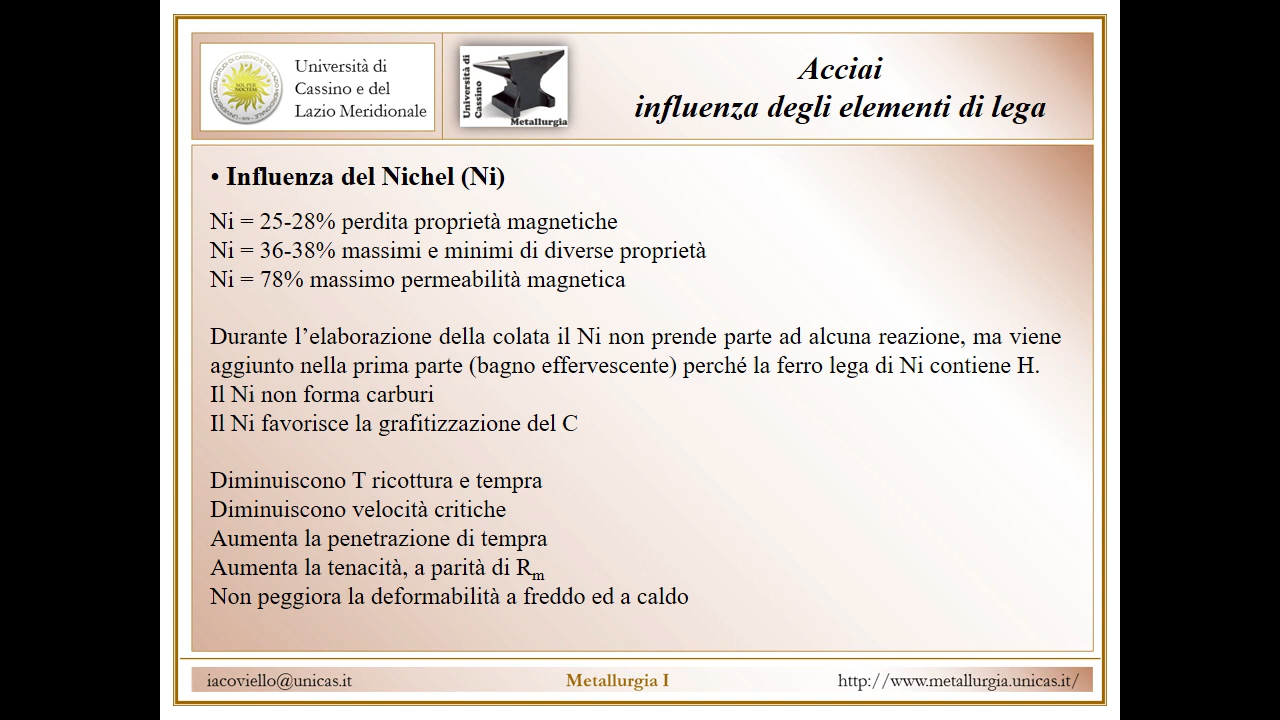 Università di
Cassino e del
Lazio Meridionale
Università di
Cassino
Metallurgia
Acciai
influenza degli elementi di lega
• Influenza del Nichel (Ni)
Ni = 25-28% perdita proprietà magnetiche
Ni = 36-38% massimi e minimi di diverse proprietà
Ni = 78% massimo permeabilità magnetica
Durante l’elaborazione della colata il Ni non prende parte ad alcuna reazione, ma viene
aggiunto nella prima parte (bagno effervescente) perché la ferro lega di Ni contiene H.
Il Ni non forma carburi
Il Ni favorisce la grafitizzazione del C
Diminuiscono T ricottura e tempra
Diminuiscono velocità critiche
Aumenta la penetrazione di tempra
Aumenta la tenacità, a parità di Rm
Non peggiora la deformabilità a freddo ed a caldo
iacoviello@unicas.it
Metallurgia I
http://www.metallurgia.unicas.it/